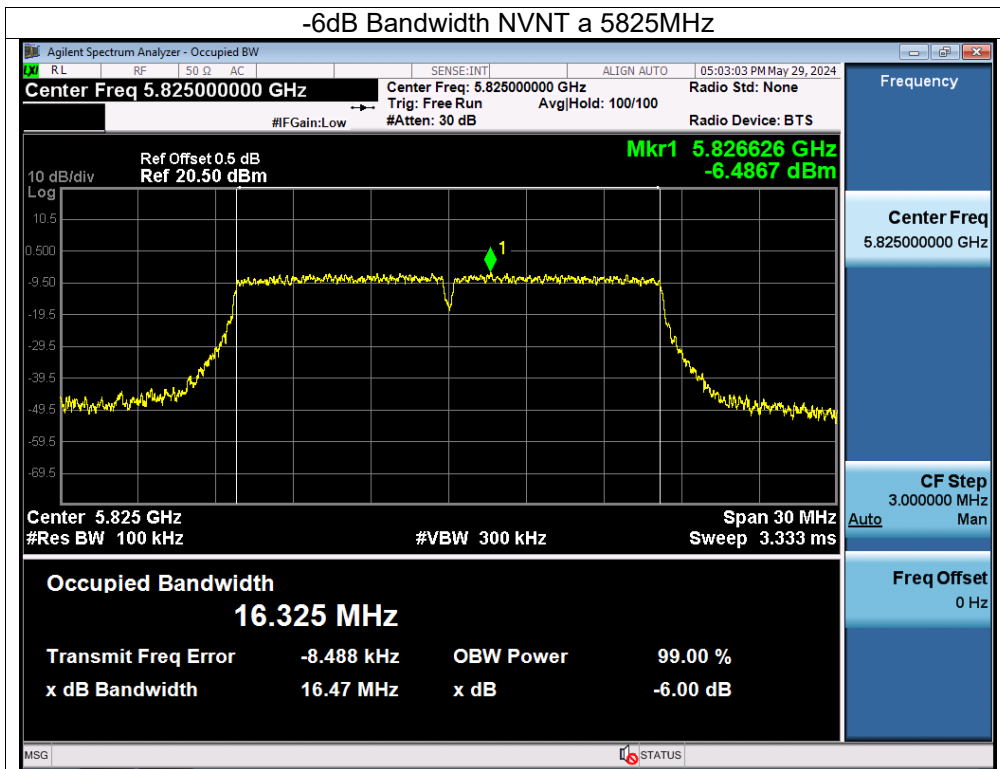 -6dB Bandwidth NVNT a 5825MHz
Agilent Spectrum Analyzer - Occupied BW
LXI RL RF 50 Ω AC SENSE:INT ALIGN AUTO 05:03:03 PM May 29, 2024
Center Freq 5.825000000 GHz
Center Freq: 5.825000000 GHz Radio Std: None
Trig: Free Run Avg|Hold: 100/100
#IFGain:Low #Atten: 30 dB Radio Device: BTS
Frequency
Mkr1 5.826626 GHz
-6.4867 dBm
Ref Offset 0.5 dB
10 dB/div Ref 20.50 dBm
Log
10.5
0.500
-9.50
-19.5
-29.5
-39.5
-49.5
-59.5
-69.5
1
Center 5.825 GHz Span 30 MHz
#Res BW 100 kHz #VBW 300 kHz Sweep 3.333 ms
Center Freq
5.825000000 GHz
CF Step
3.000000 MHz
Auto Man
Freq Offset
0 Hz
Occupied Bandwidth
16.325 MHz
Transmit Freq Error -8.488 kHz OBW Power 99.00 %
x dB Bandwidth 16.47 MHz x dB -6.00 dB
MSG STATUS